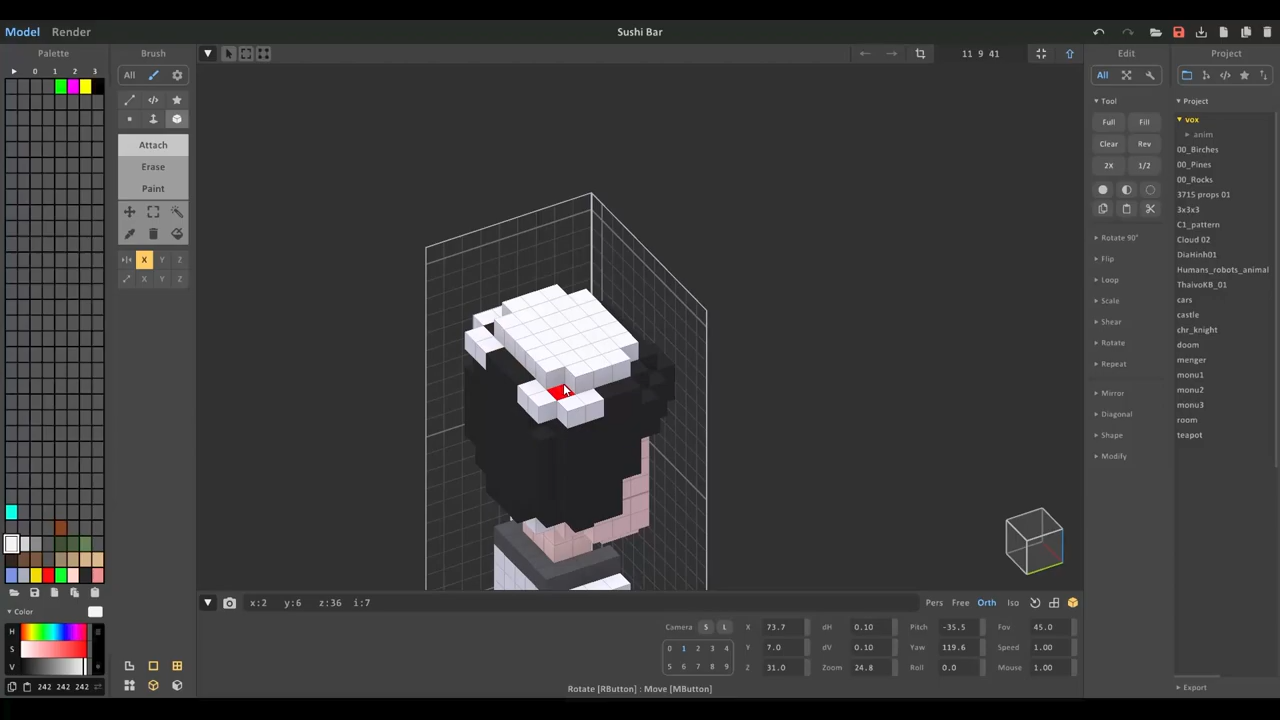 Model Render
Sushi Bar
Palette
0 1 2 3
Brush
All
Attach
Erase
Paint
X Y Z
X Y Z
Color
H
S
V
242 242 242
11 9 41
Edit
All
Tool
Full Fill
Clear Rev
2X 1/2
Rotate 90°
Flip
Loop
Scale
Shear
Rotate
Repeat
Mirror
Diagonal
Shape
Modify
Project
Project
vox
anim
00_Birches
00_Pines
00_Rocks
3715 props 01
3x3x3
C1_pattern
Cloud 02
DiaHinh01
Humans_robots_animal
ThaivoKB_01
cars
castle
chr_knight
doom
menger
monu1
monu2
monu3
room
teapot
Export
x:2 y:6 z:36 i:7
Pers Free Orth Iso
Camera S L
0 1 2 3 4
5 6 7 8 9
X 73.7 dH 0.10 Pitch -35.5 Fov 45.0
Y 7.0 dV 0.10 Yaw 119.6 Speed 1.00
Z 31.0 Zoom 24.8 Roll 0.0 Mouse 1.00
Rotate [RButton] : Move [MButton]